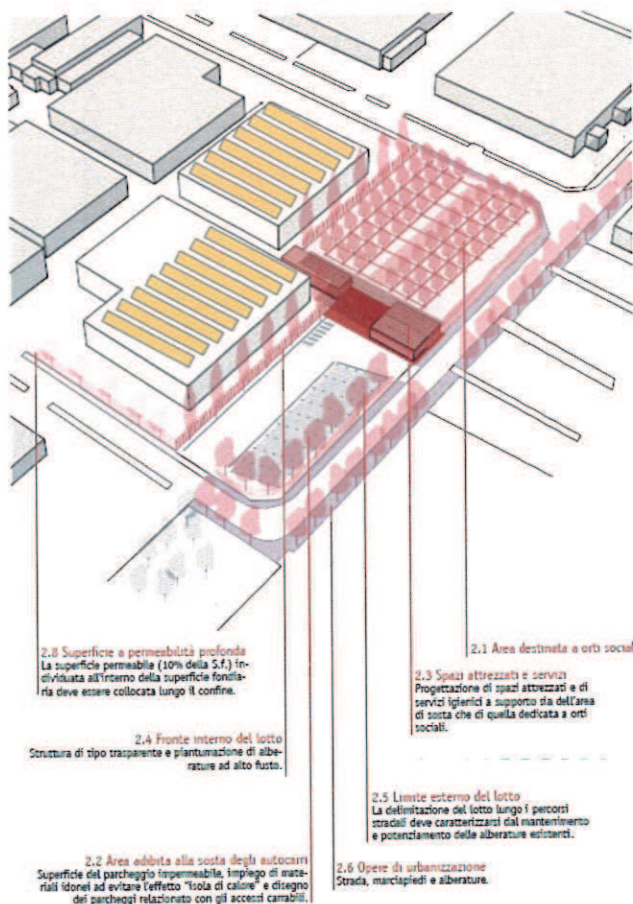 2.8 Superficie a permeabilità profonda
La superficie permeabile (10% della S.f.) in-
dividuata all'interno della superficie fondia-
ria deve essere collocata lungo il confine.
2.1 Area destinata a orti sociali
2.3 Spazi attrezzati e servizi
Progettazione di spazi attrezzati e di
servizi igienici a supporto sia dell'area
di sosta che di quella dedicata a orti
sociali.
2.4 Fronte interno del lotto
Struttura di tipo trasparente e piantumazione di albe-
rature ad alto fusto.
2.5 Limite esterno del lotto
La delimitazione del lotto lungo i percorsi
stradali deve caratterizzarsi dal mantenimento
e potenziamento delle alberature esistenti.
2.2 Area adibita alla sosta degli autocarri
Superficie del parcheggio impermeabile, impiego di mate-
riali idonei ad evitare l'effetto "isola di calore" e disegno
dei parcheggi relazionato con gli accessi carrabili.
2.6 Opere di urbanizzazione
Strada, marciapiedi e alberature.